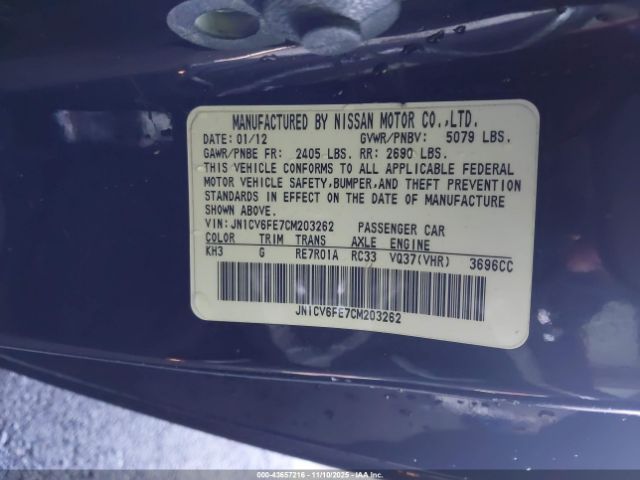 MANUFACTURED BY NISSAN MOTOR CO.,LTD.
DATE: 01/12 GVWR/PNBV: 5079 LBS.
GAWR/PNBE FR: 2405 LBS. RR: 2690 LBS.
THIS VEHICLE CONFORMS TO ALL APPLICABLE FEDERAL
MOTOR VEHICLE SAFETY,BUMPER,AND THEFT PREVENTION
STANDARDS IN EFFECT ON THE DATE OF MANUFACTURE
SHOWN ABOVE.
VIN: JN1CV6FE7CM203262 PASSENGER CAR
COLOR TRIM TRANS AXLE ENGINE
KH3 G RE7R01A RC33 VQ37(VHR) 3696CC
JN1CV6FE7CM203262
000-43657216 - 11/10/2025 - IAAI.COM